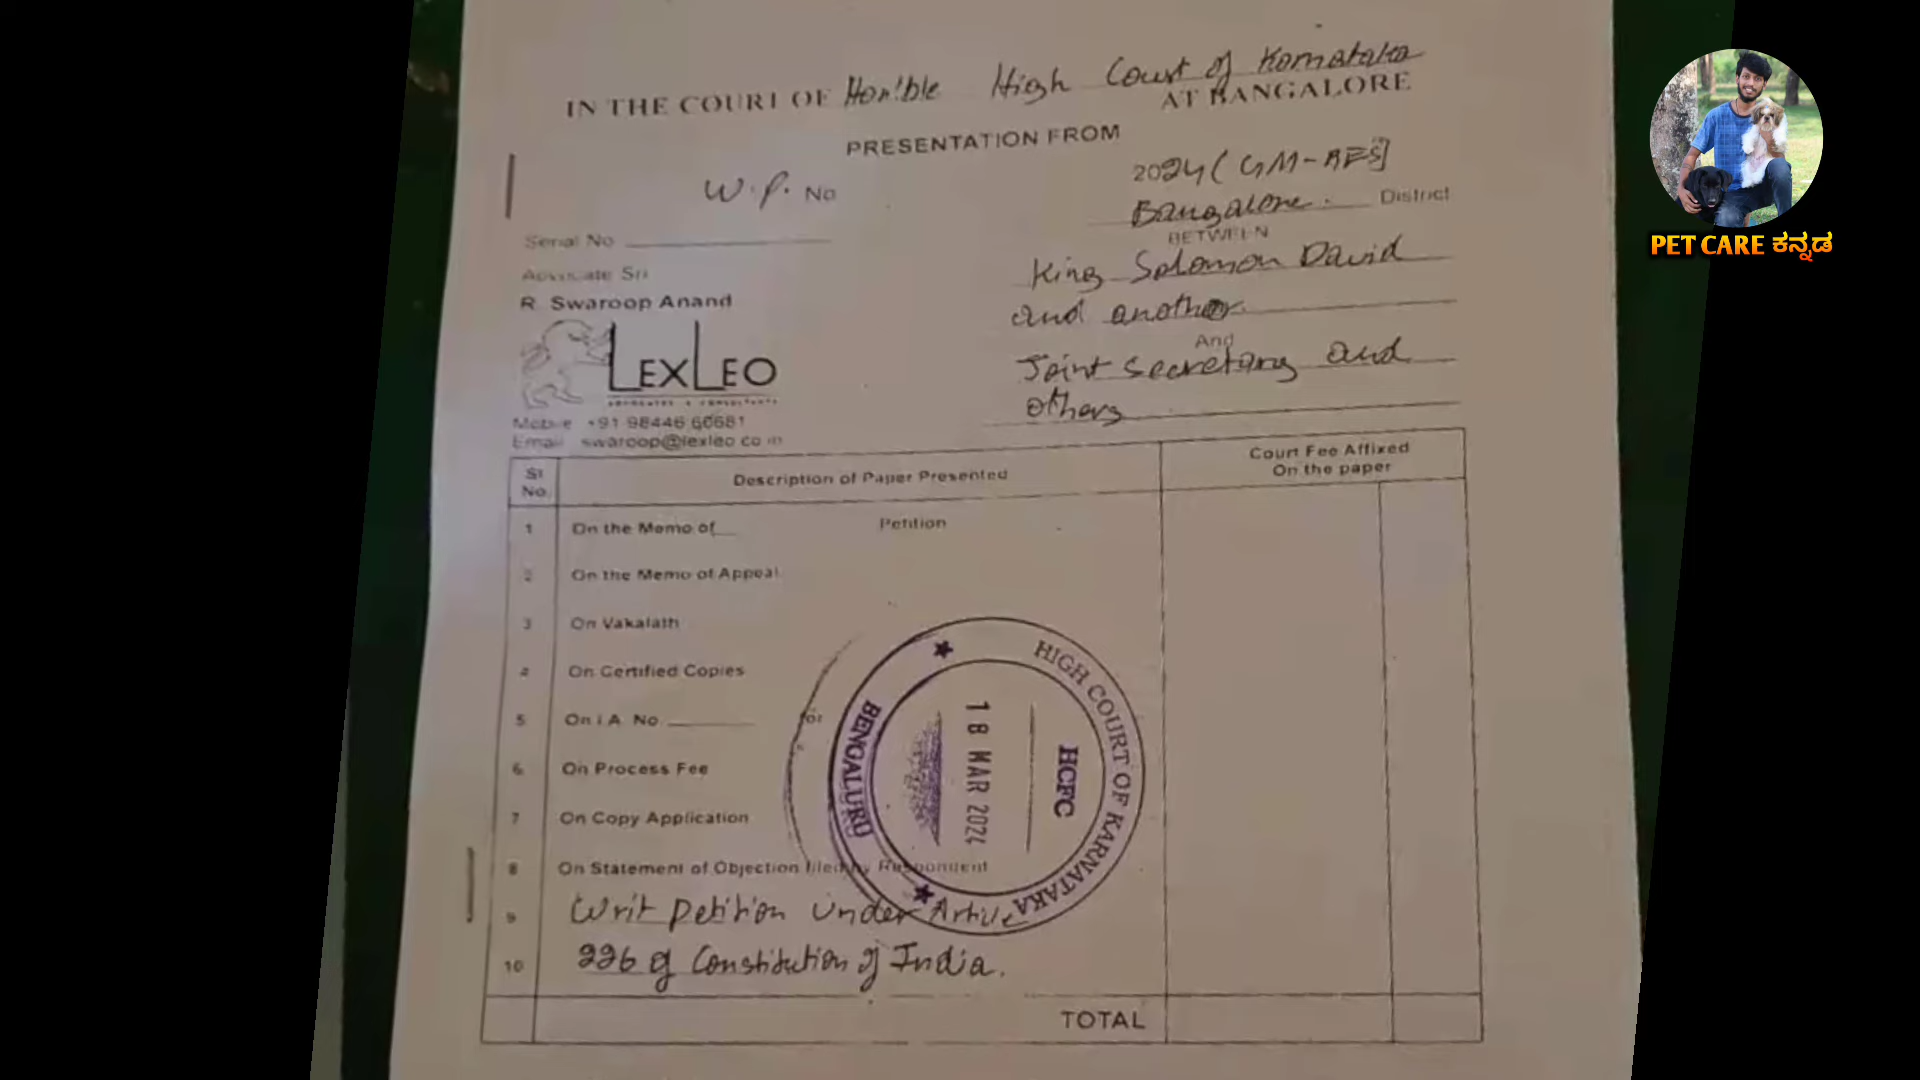 IN THE COURT OF Hon'ble High Court of Karnataka
AT BANGALORE
PRESENTATION FROM
W.P. No
2024 (GM-RES)
Bangalore. District
BETWEEN
King Solomon David
and another.
And
Joint Secretary and
others
Serial No
Advocate Sri
R. Swaroop Anand
LEXLEO
ADVOCATES & CONSULTANTS
Mobile +91 98446 60681
Email swaroop@lexleo.co.in
Sl No. Description of Paper Presented Court Fee Affixed On the paper
1 On the Memo of Petition
2 On the Memo of Appeal
3 On Vakalath
4 On Certified Copies
5 On I.A. No for
6 On Process Fee
7 On Copy Application
8 On Statement of Objection filed by Respondent
9 Writ Petition Under Article
10 226 of Constitution of India.
TOTAL
HIGH COURT OF KARNATAKA
BENGALURU
HCFC
18 MAR 2024
PET CARE ಕನ್ನಡ